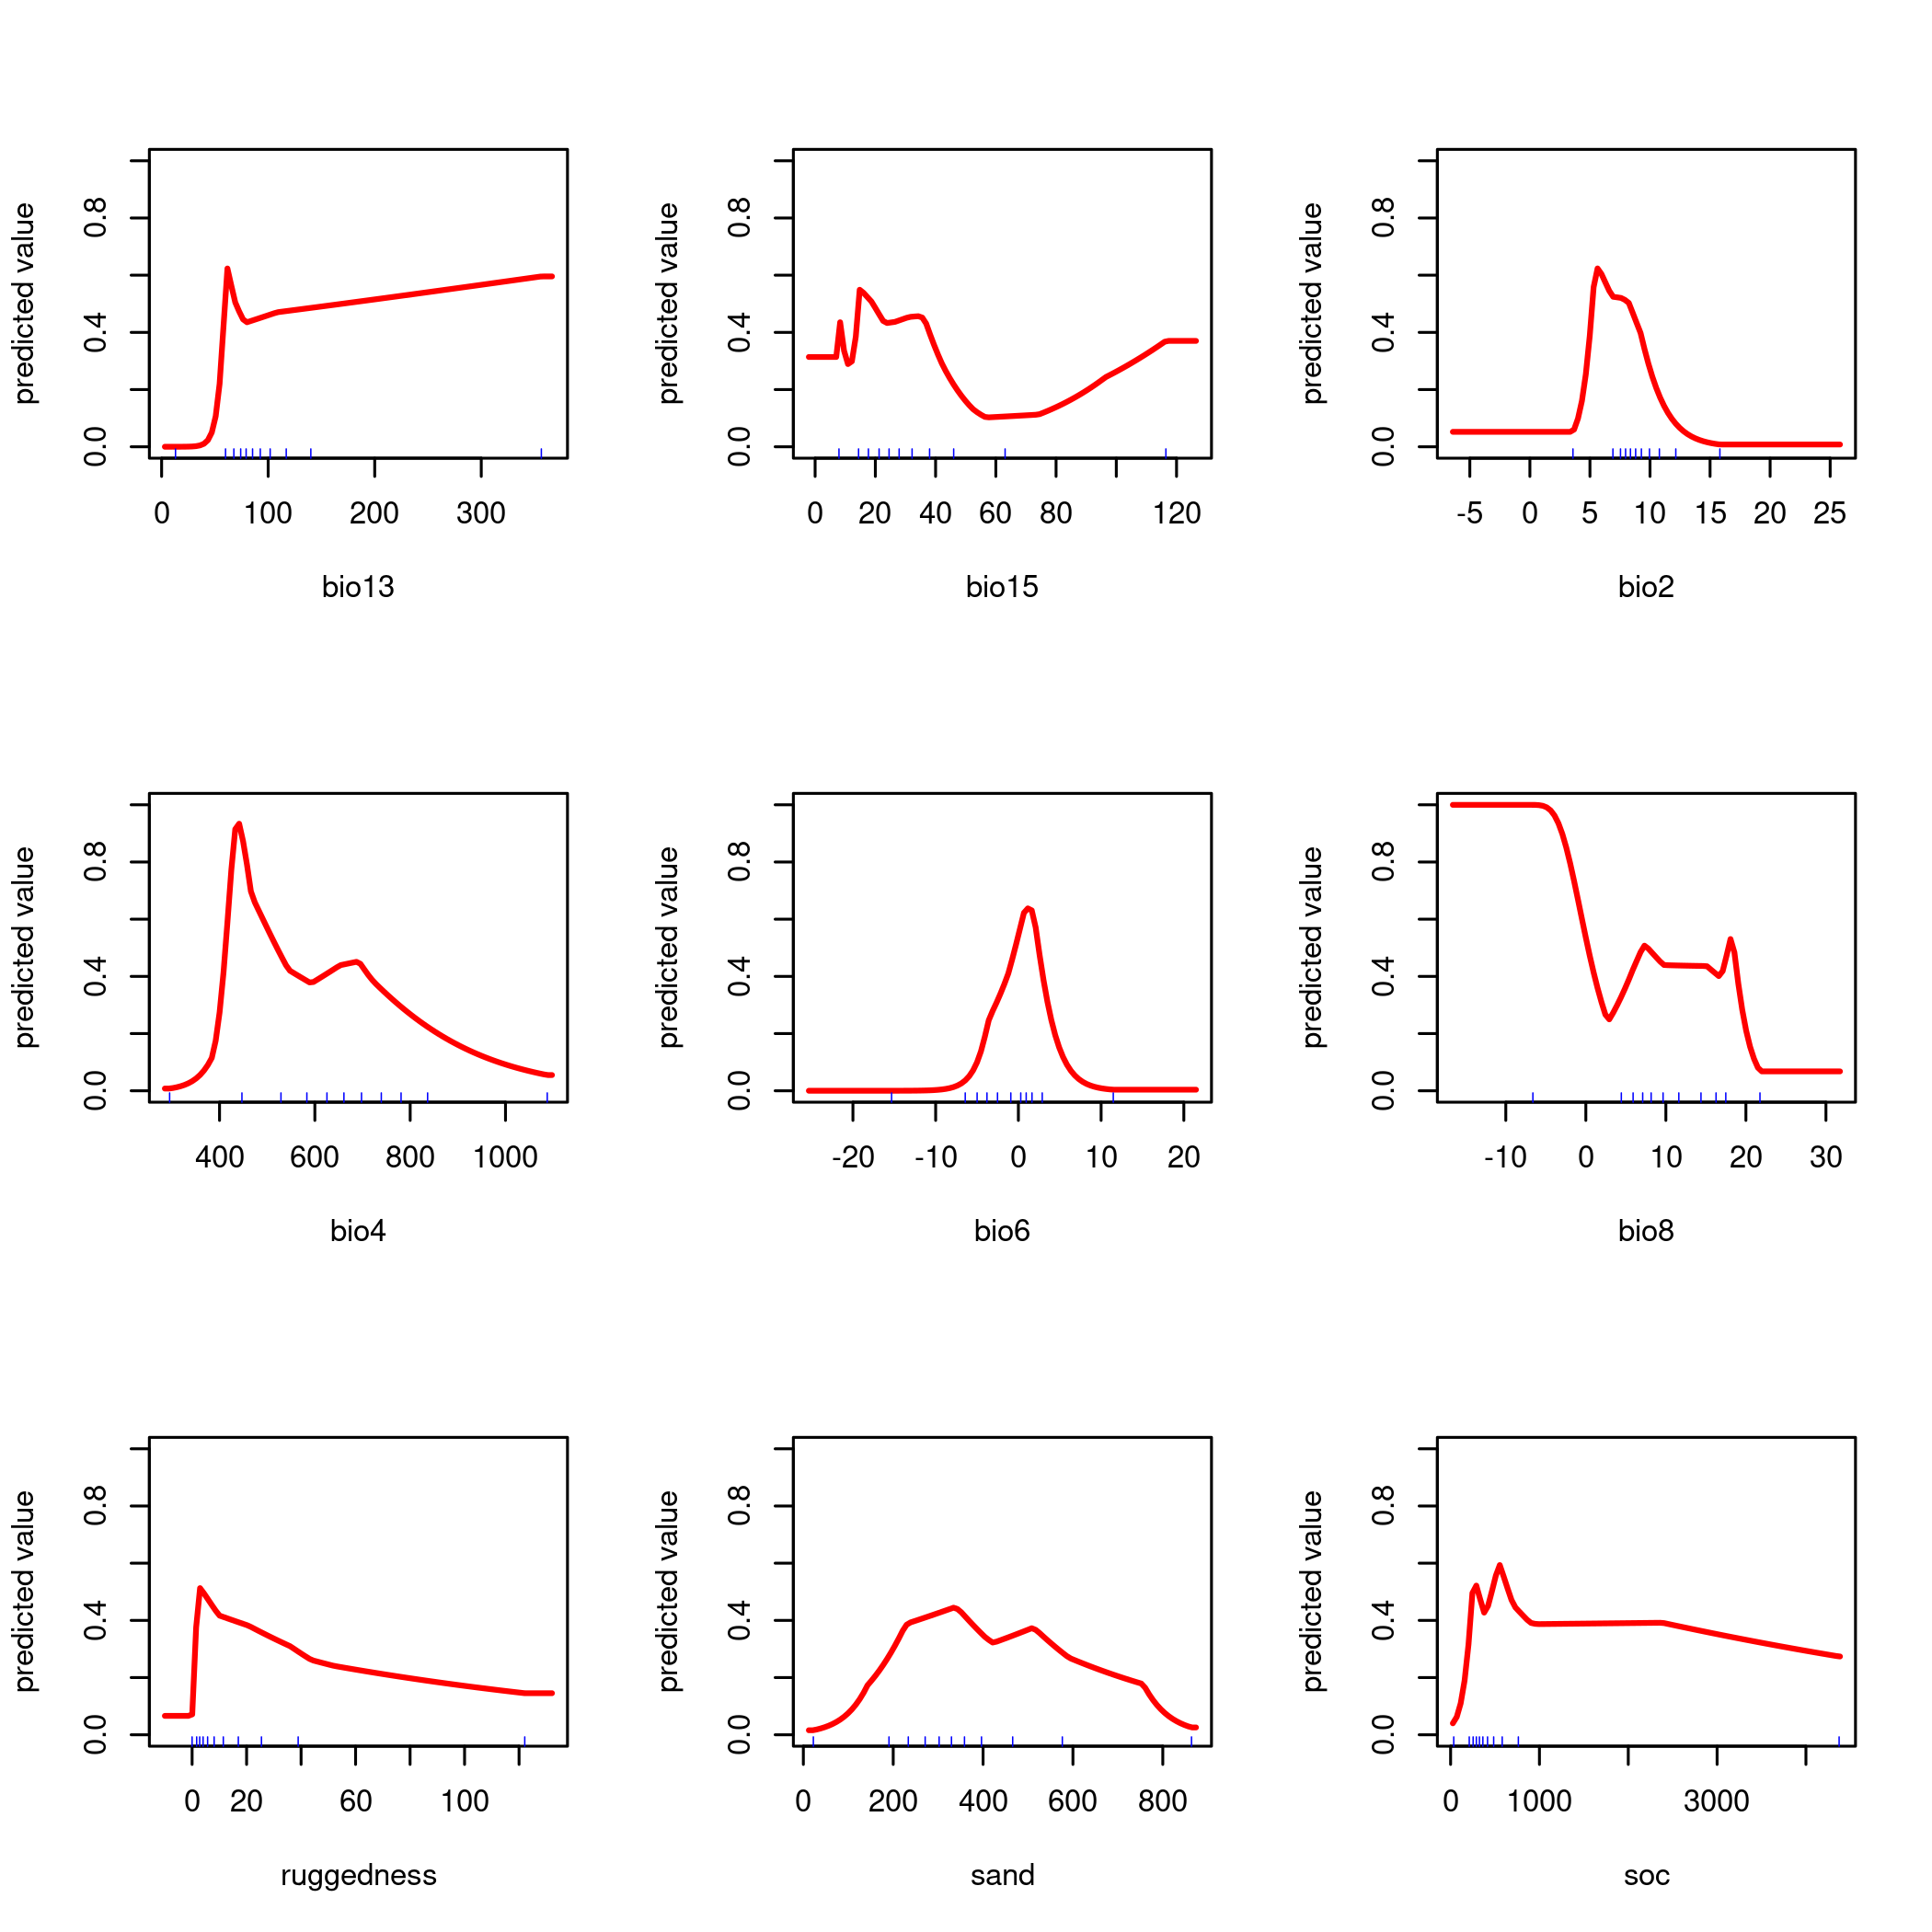 predicted value
0.0 0.4 0.8
0 100 200 300
bio13
predicted value
0.0 0.4 0.8
0 20 40 60 80 120
bio15
predicted value
0.0 0.4 0.8
-5 0 5 10 15 20 25
bio2
predicted value
0.0 0.4 0.8
400 600 800 1000
bio4
predicted value
0.0 0.4 0.8
-20 -10 0 10 20
bio6
predicted value
0.0 0.4 0.8
-10 0 10 20 30
bio8
predicted value
0.0 0.4 0.8
0 20 60 100
ruggedness
predicted value
0.0 0.4 0.8
0 200 400 600 800
sand
predicted value
0.0 0.4 0.8
0 1000 3000
soc